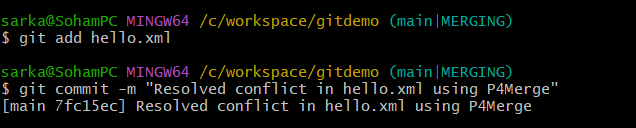 sarka@SohamPC MINGW64 /c/workspace/gitdemo (main|MERGING)
$ git add hello.xml
sarka@SohamPC MINGW64 /c/workspace/gitdemo (main|MERGING)
$ git commit -m "Resolved conflict in hello.xml using P4Merge"
[main 7fc15ec] Resolved conflict in hello.xml using P4Merge